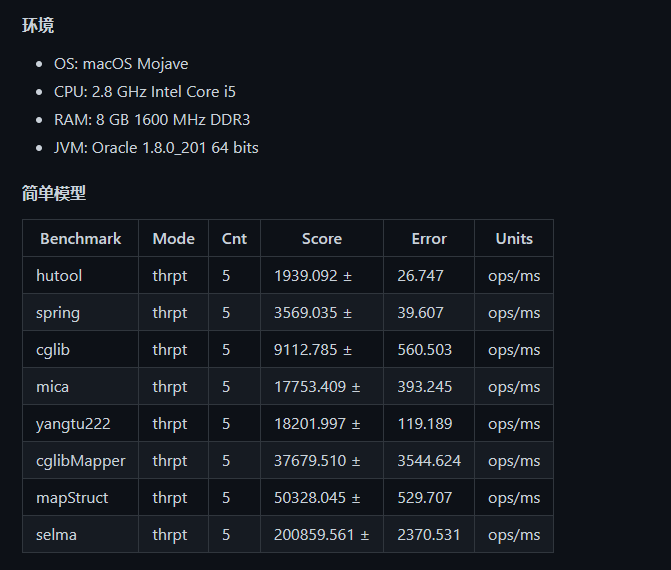 环境
OS: macOS Mojave
CPU: 2.8 GHz Intel Core i5
RAM: 8 GB 1600 MHz DDR3
JVM: Oracle 1.8.0_201 64 bits
简单模型
Benchmark Mode Cnt Score Error Units
hutool thrpt 5 1939.092 ± 26.747 ops/ms
spring thrpt 5 3569.035 ± 39.607 ops/ms
cglib thrpt 5 9112.785 ± 560.503 ops/ms
mica thrpt 5 17753.409 ± 393.245 ops/ms
yangtu222 thrpt 5 18201.997 ± 119.189 ops/ms
cglibMapper thrpt 5 37679.510 ± 3544.624 ops/ms
mapStruct thrpt 5 50328.045 ± 529.707 ops/ms
selma thrpt 5 200859.561 ± 2370.531 ops/ms